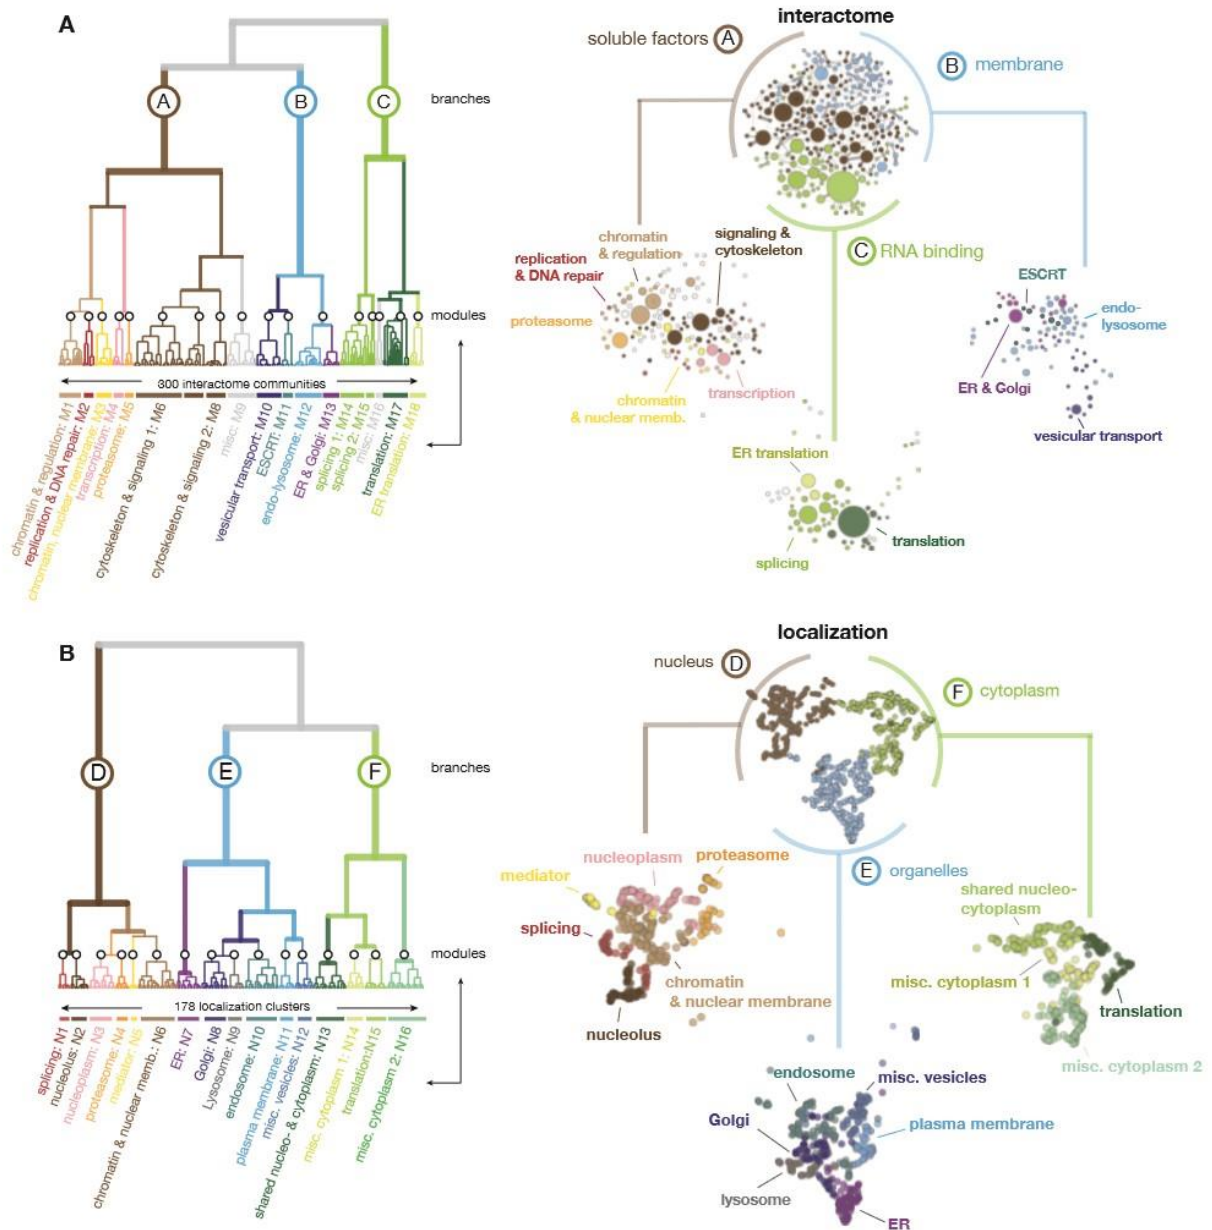 A
A
B
C
branches
modules
300 interactome communities
chromatin & regulation: M1
replication & DNA repair: M2
chromatin, nuclear membrane: M3
transcription: M4
proteasome: M5
cytoskeleton & signaling 1: M6
cytoskeleton & signaling 2: M8
misc: M9
vesicular transport: M10
ESCRT: M11
endo-lysosome: M12
ER & Golgi: M13
splicing 1: M14
splicing 2: M15
misc: M16
translation: M17
ER translation: M18
interactome
soluble factors A
B membrane
C RNA binding
chromatin
& regulation
signaling &
cytoskeleton
replication
& DNA repair
proteasome
chromatin
& nuclear memb.
transcription
ESCRT
endo-
lysosome
ER & Golgi
vesicular transport
ER translation
translation
splicing
B
D
E
F
branches
modules
178 localization clusters
splicing: N1
nucleolus: N2
nucleoplasm: N3
proteasome: N4
mediator: N5
chromatin & nuclear memb.: N6
ER: N7
Golgi: N8
Lysosome: N9
endosome: N10
plasma membrane: N11
misc. vesicles: N12
shared nucleo- & cytoplasm: N13
misc. cytoplasm 1: N14
translation:N15
misc. cytoplasm 2: N16
localization
nucleus D
F cytoplasm
E organelles
nucleoplasm
proteasome
mediator
splicing
chromatin
& nuclear membrane
nucleolus
shared nucleo-
cytoplasm
misc. cytoplasm 1
translation
misc. cytoplasm 2
endosome
misc. vesicles
Golgi
plasma membrane
lysosome
ER